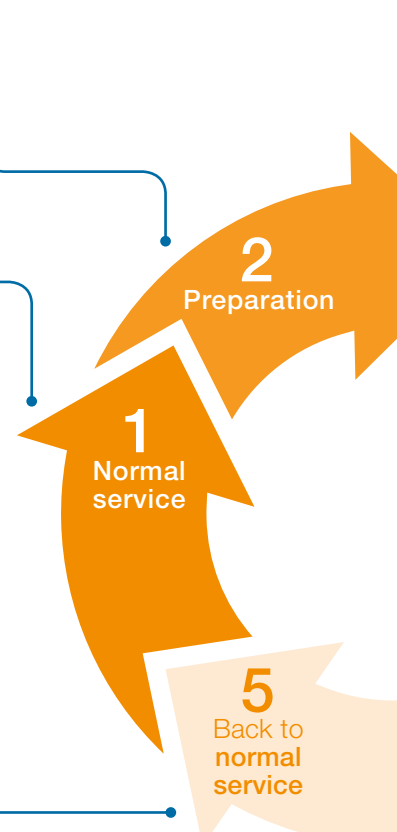 2
Preparation
1
Normal
service
5
Back to
normal
service